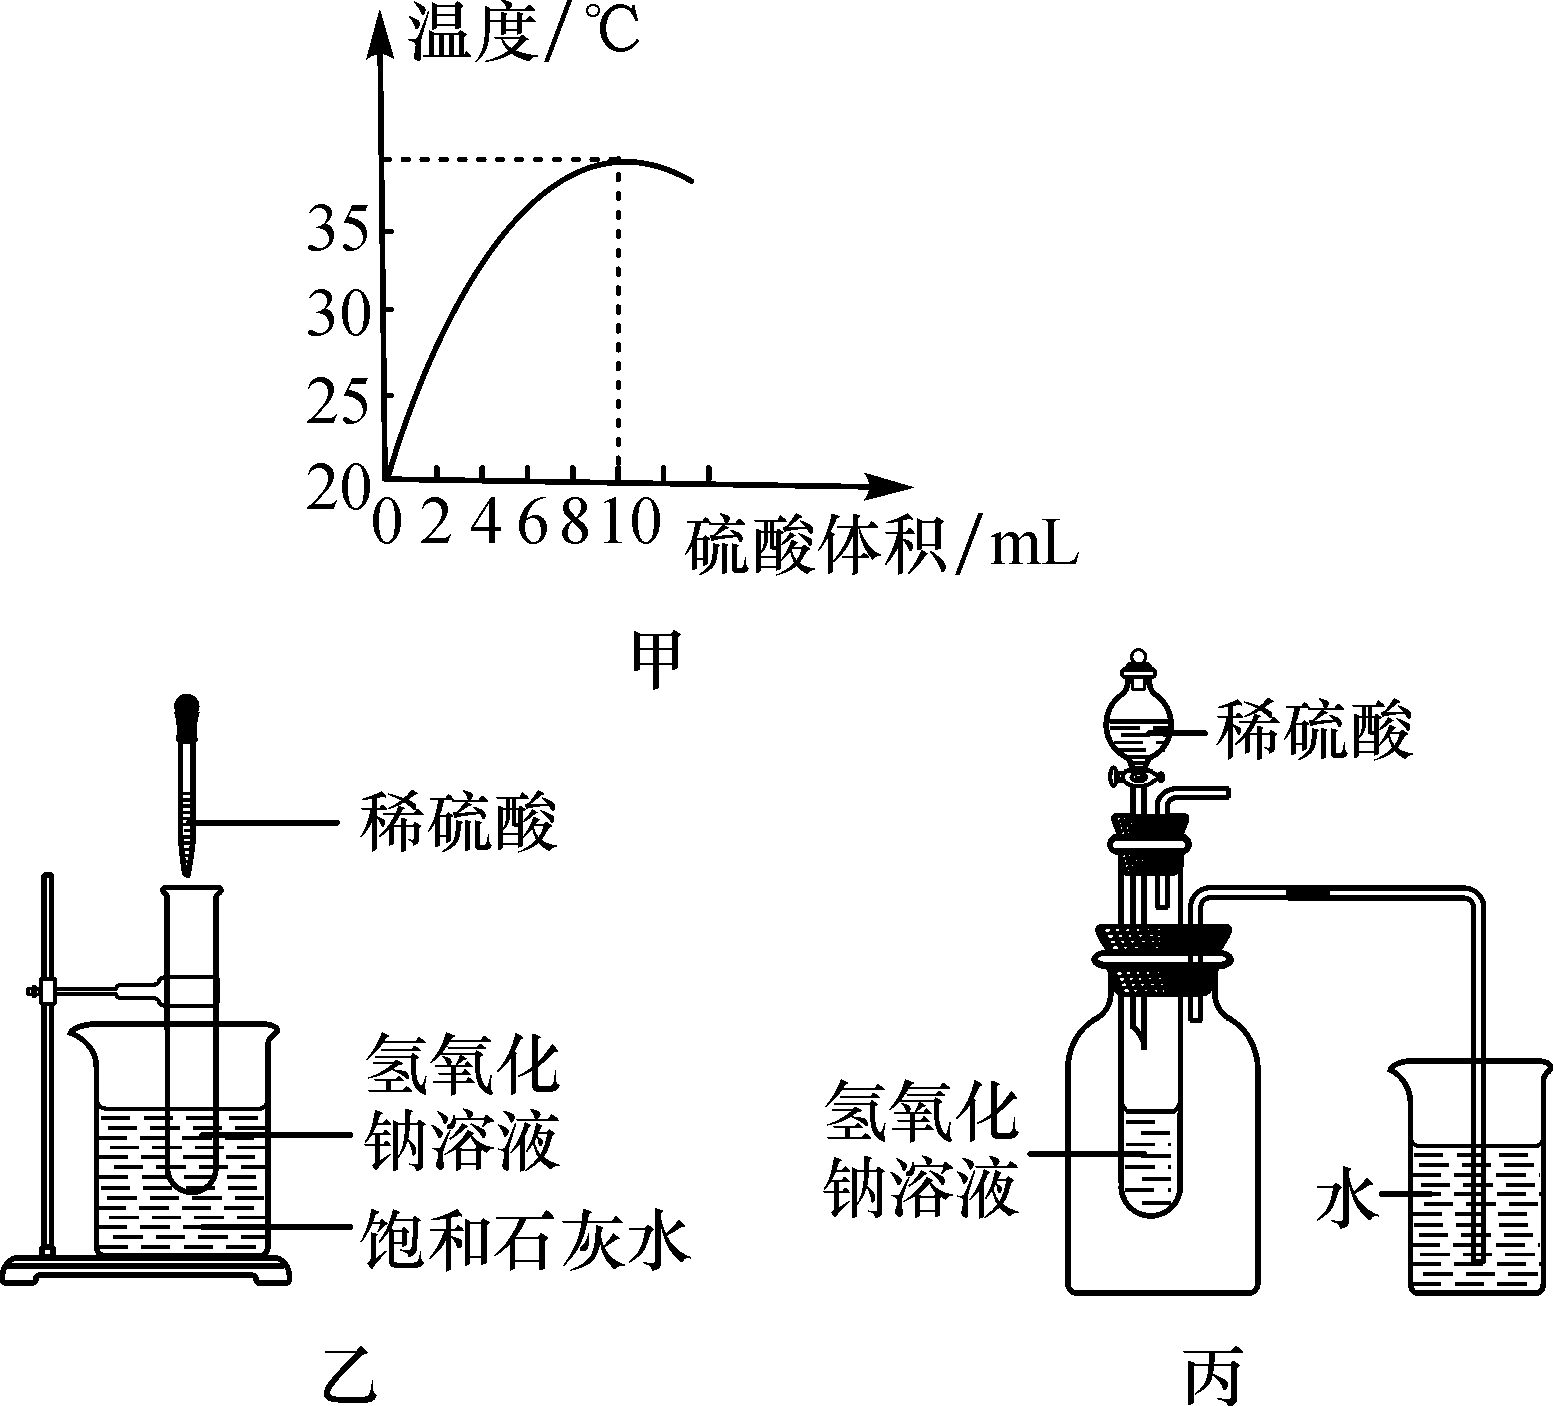 温度/℃
35
30
25
20
0 2 4 6 8 10
硫酸体积/mL
甲
稀硫酸
氢氧化
钠溶液
饱和石灰水
乙
稀硫酸
氢氧化
钠溶液
水
丙